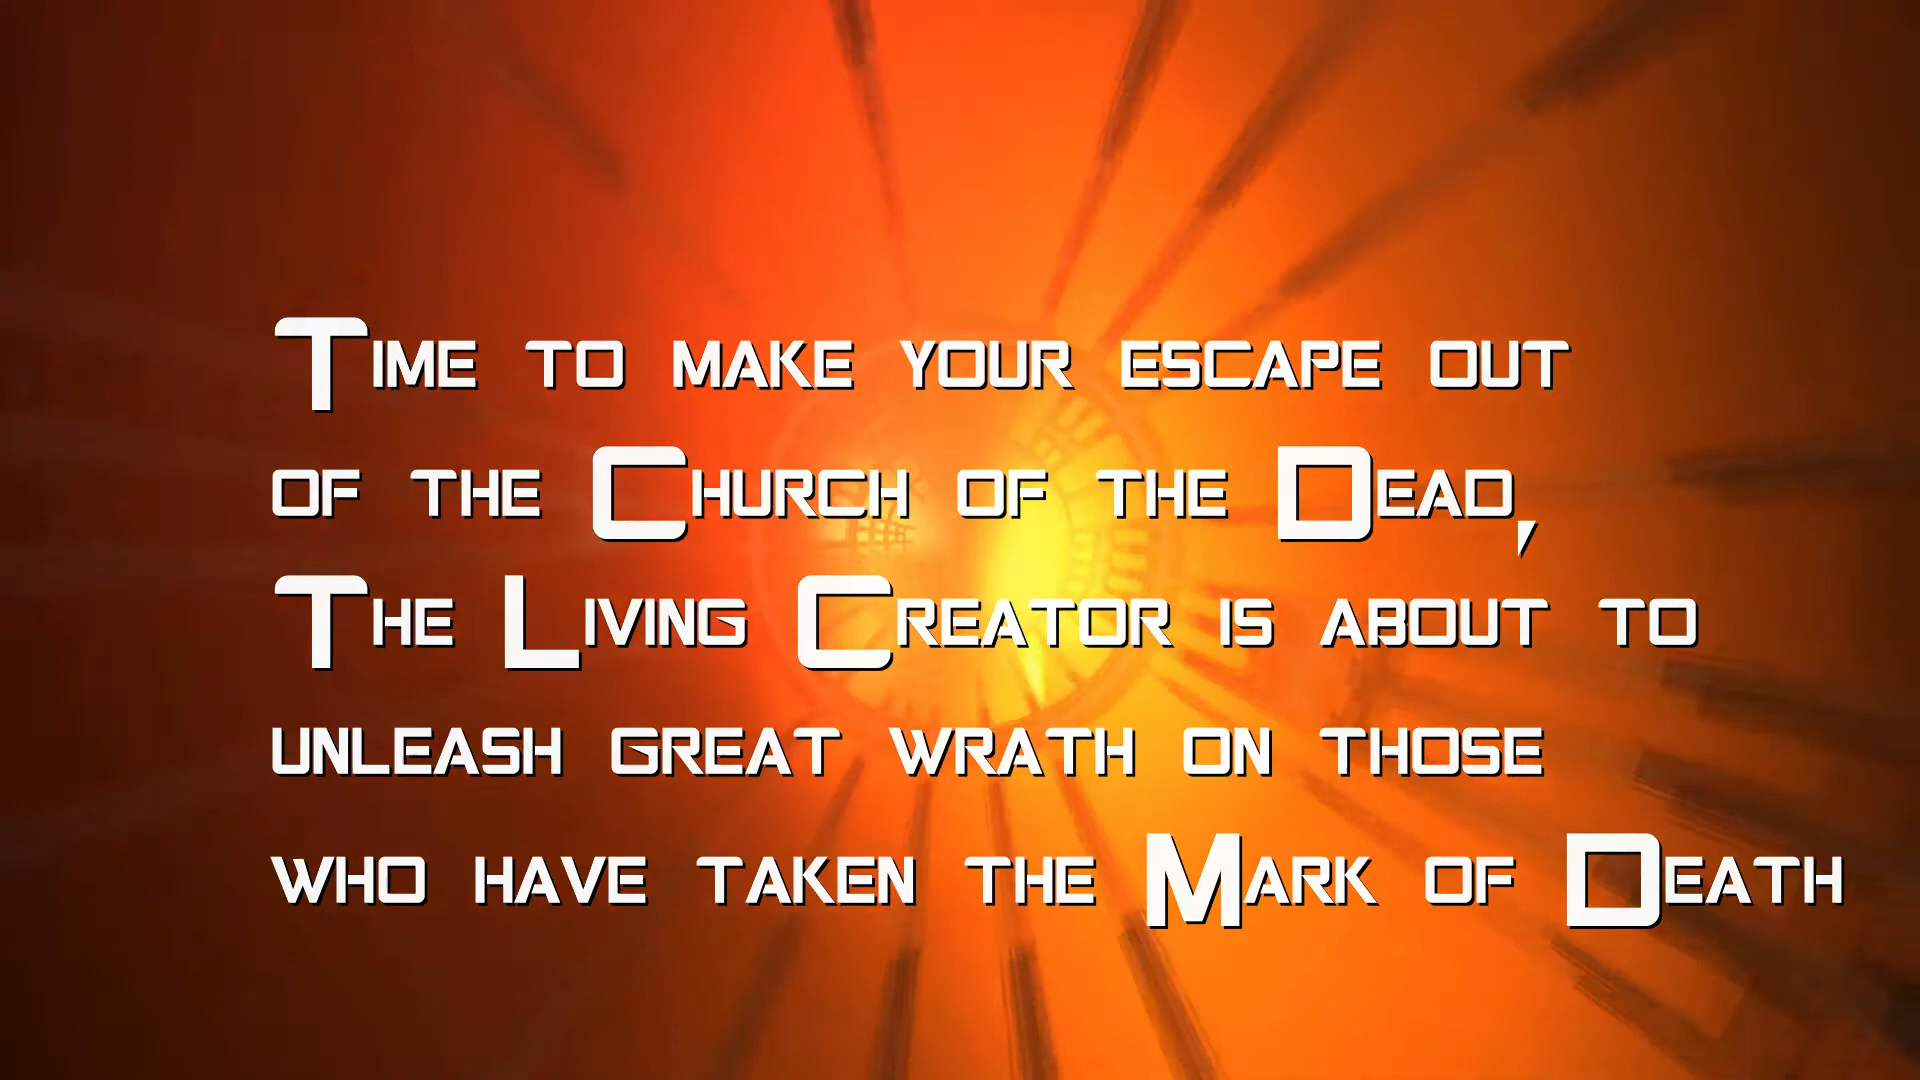 Time to make your escape out
of the Church of the Dead,
The Living Creator is about to
unleash great wrath on those
who have taken the Mark of Death